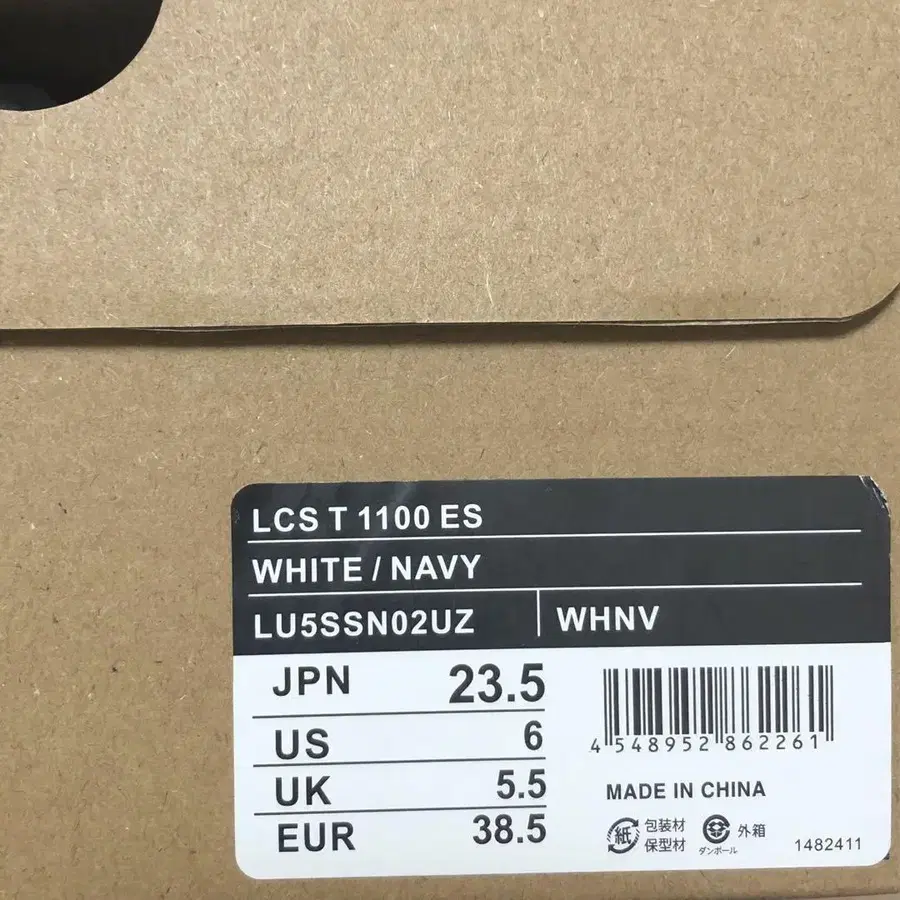 LCS T 1100 ES
WHITE / NAVY
LU5SSN02UZ WHNV
JPN 23.5
US 6
UK 5.5
EUR 38.5
4 548952 862261
MADE IN CHINA
紙 包装材
保型材
ダンボール 外箱
1482411